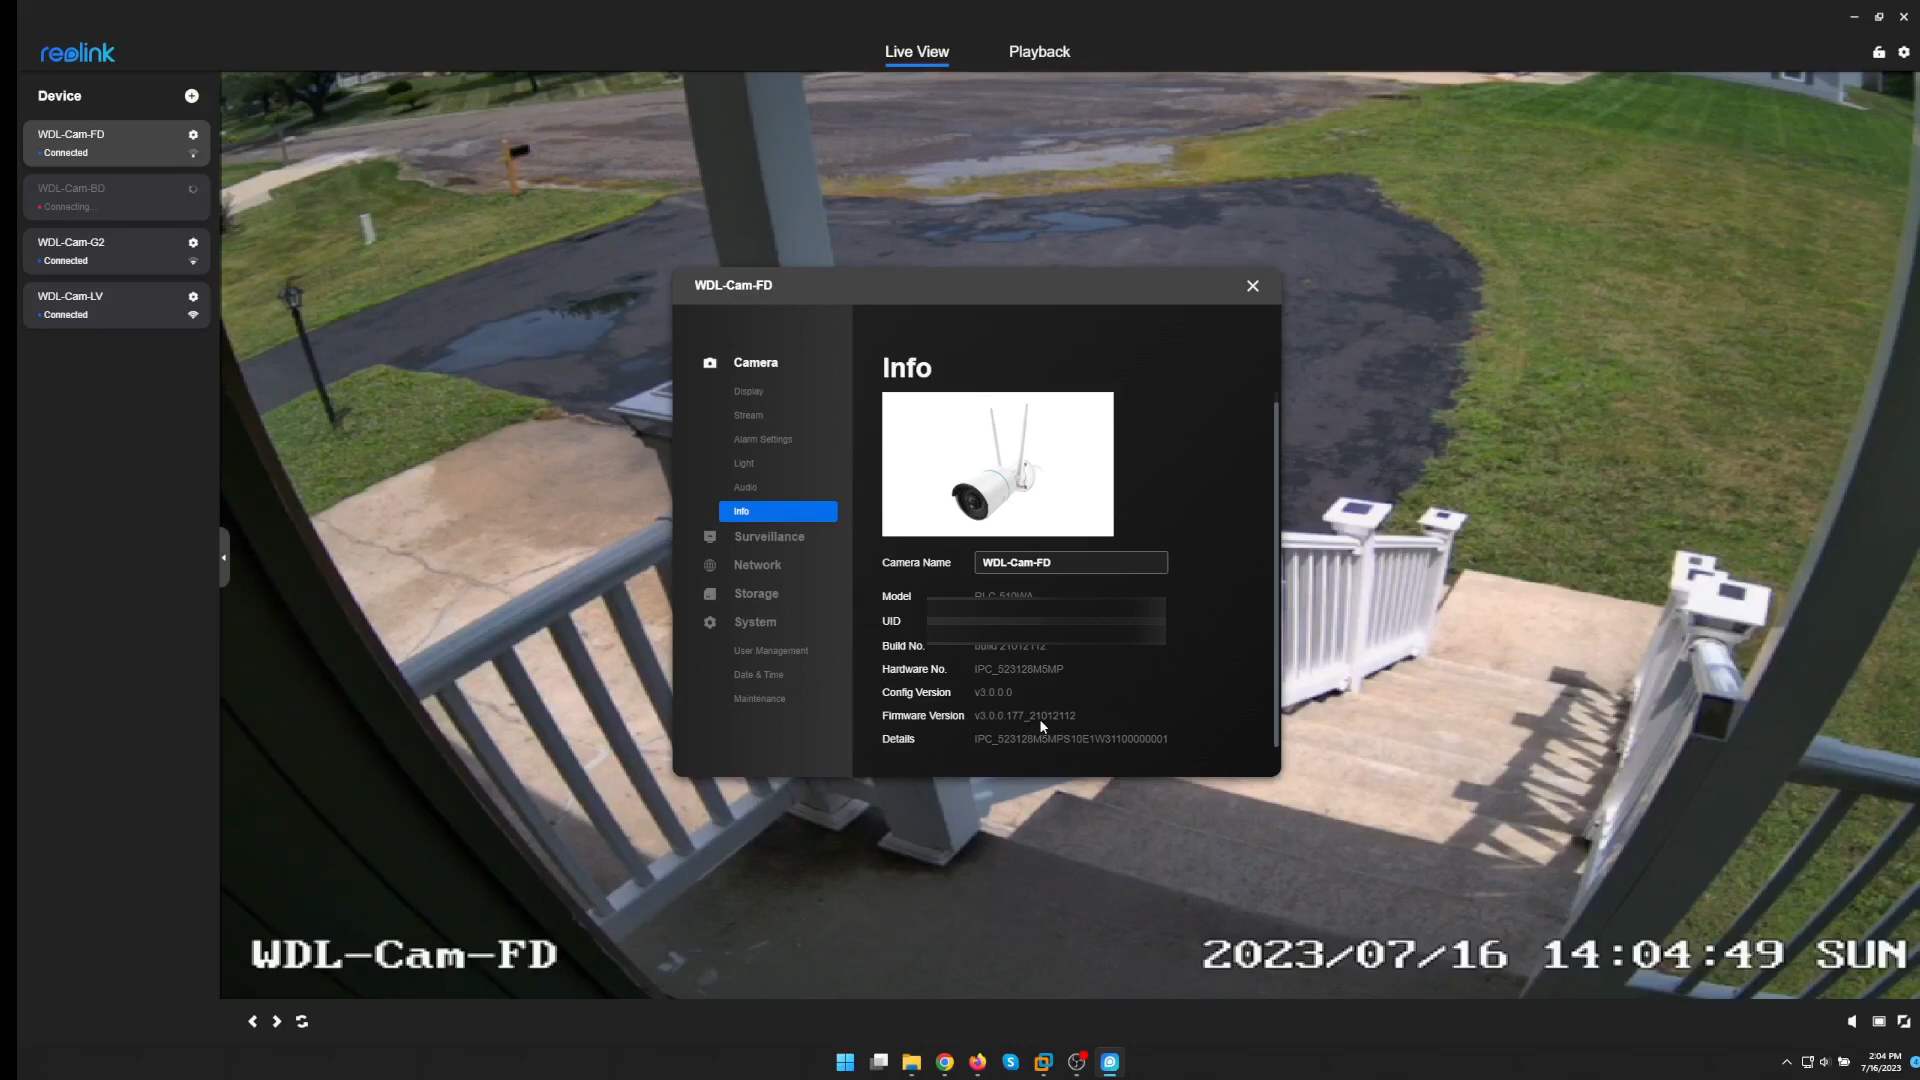 reolink
Live View
Playback
Device
WDL-Cam-FD
Connected
WDL-Cam-BD
Connecting...
WDL-Cam-G2
Connected
WDL-Cam-LV
Connected
WDL-Cam-FD
Camera
Display
Stream
Alarm Settings
Light
Audio
Info
Surveillance
Network
Storage
System
User Management
Date & Time
Maintenance
Info
Camera Name WDL-Cam-FD
Model RLC-510WA
UID
Build No. build 21012112
Hardware No. IPC_523128M5MP
Config Version v3.0.0.0
Firmware Version v3.0.0.177_21012112
Details IPC_523128M5MPS10E1W31100000001
WDL-Cam-FD
2023/07/16 14:04:49 SUN
2:04 PM
7/16/2023